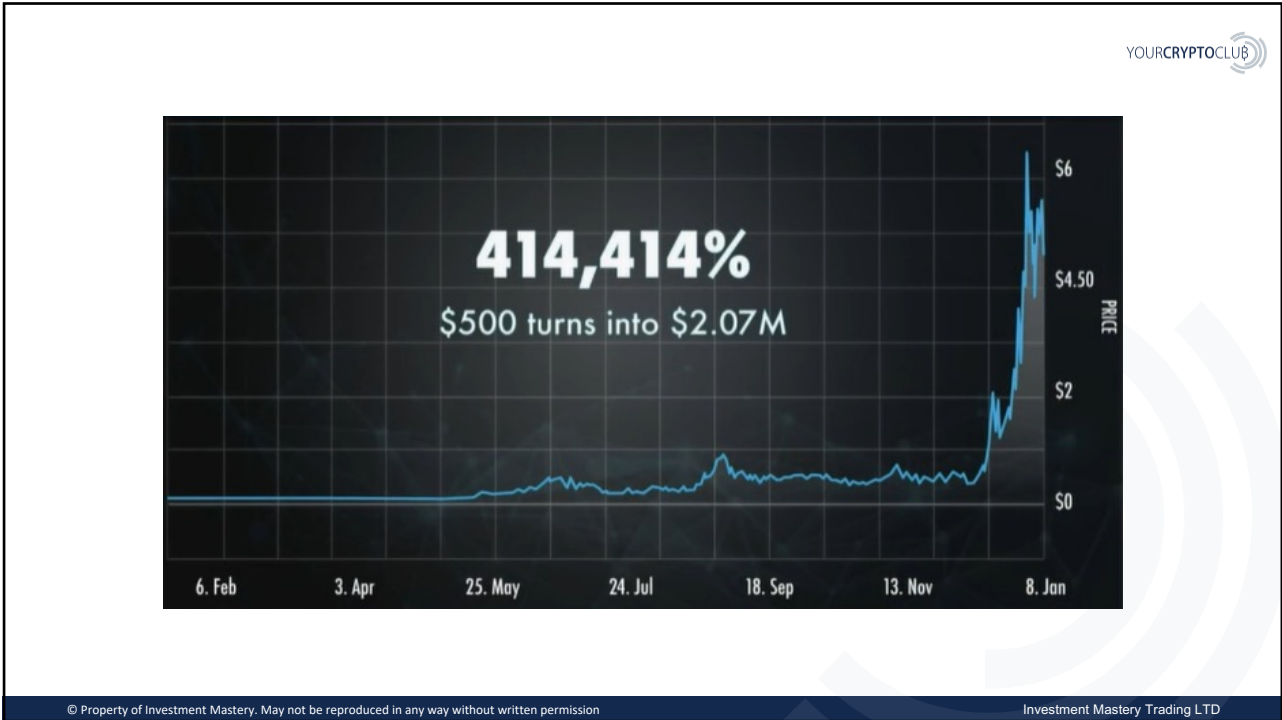 YOURCRYPTOCLUB
414,414%
$500 turns into $2.07M
$6
$4.50
$2
$0
PRICE
6. Feb 3. Apr 25. May 24. Jul 18. Sep 13. Nov 8. Jan
© Property of Investment Mastery. May not be reproduced in any way without written permission Investment Mastery Trading LTD